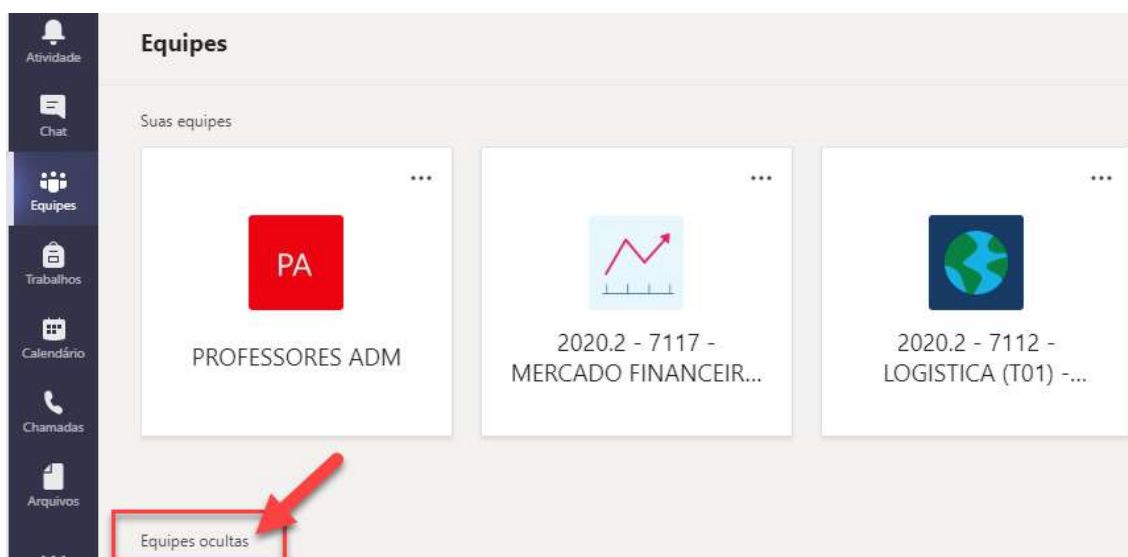 Atividade
Chat
Equipes
Trabalhos
Calendário
Chamadas
Arquivos
Equipes
Suas equipes
PA
PROFESSORES ADM
2020.2 - 7117 -
MERCADO FINANCEIR...
2020.2 - 7112 -
LOGISTICA (T01) -...
Equipes ocultas